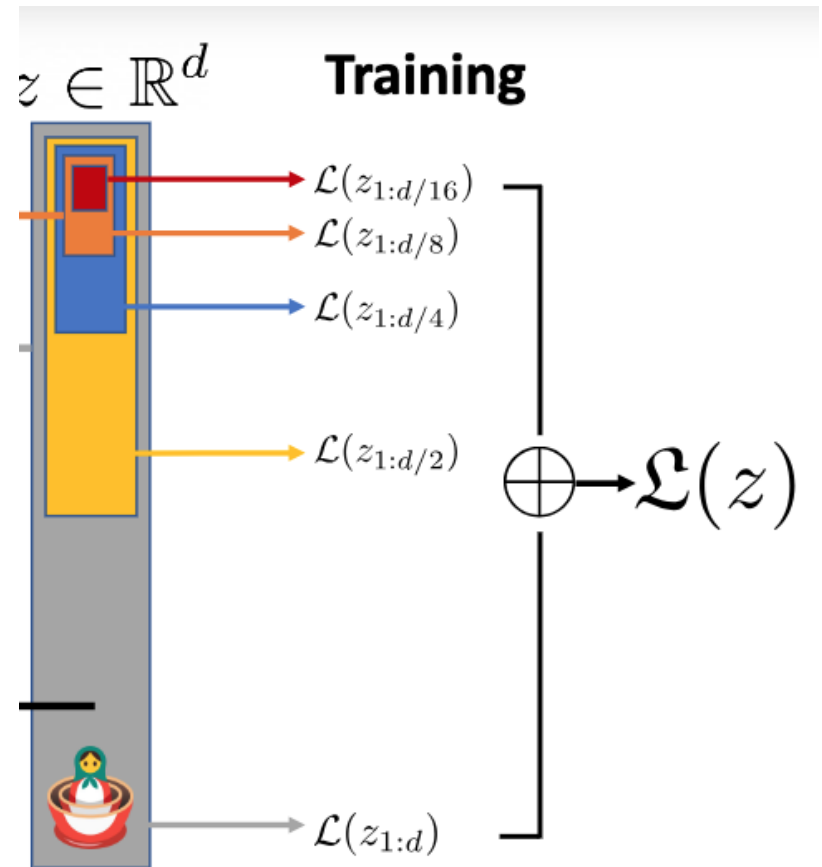 z ∈ ℝ^d
Training
ℒ(z_{1:d/16})
ℒ(z_{1:d/8})
ℒ(z_{1:d/4})
ℒ(z_{1:d/2})
⊕
𝔏(z)
ℒ(z_{1:d})